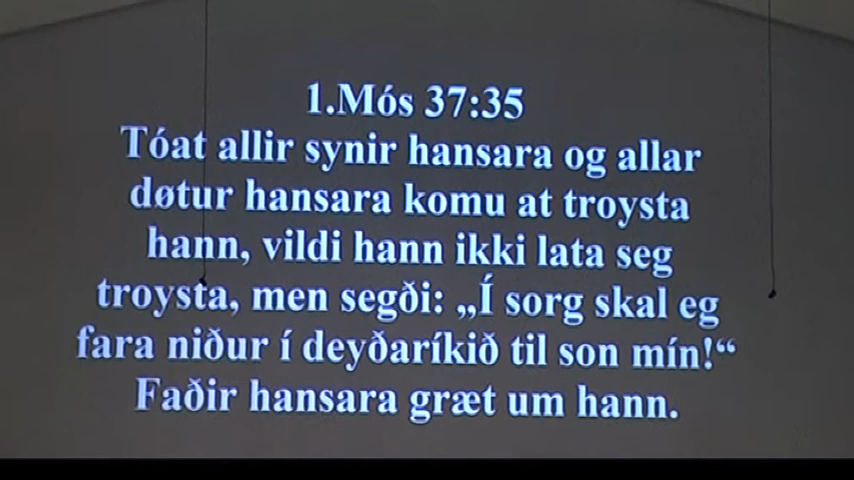 1.Mós 37:35
Tóat allir synir hansara og allar
døtur hansara komu at troysta
hann, vildi hann ikki lata seg
troysta, men segði: „Í sorg skal eg
fara niður í deyðaríkið til son mín!“
Faðir hansara græt um hann.